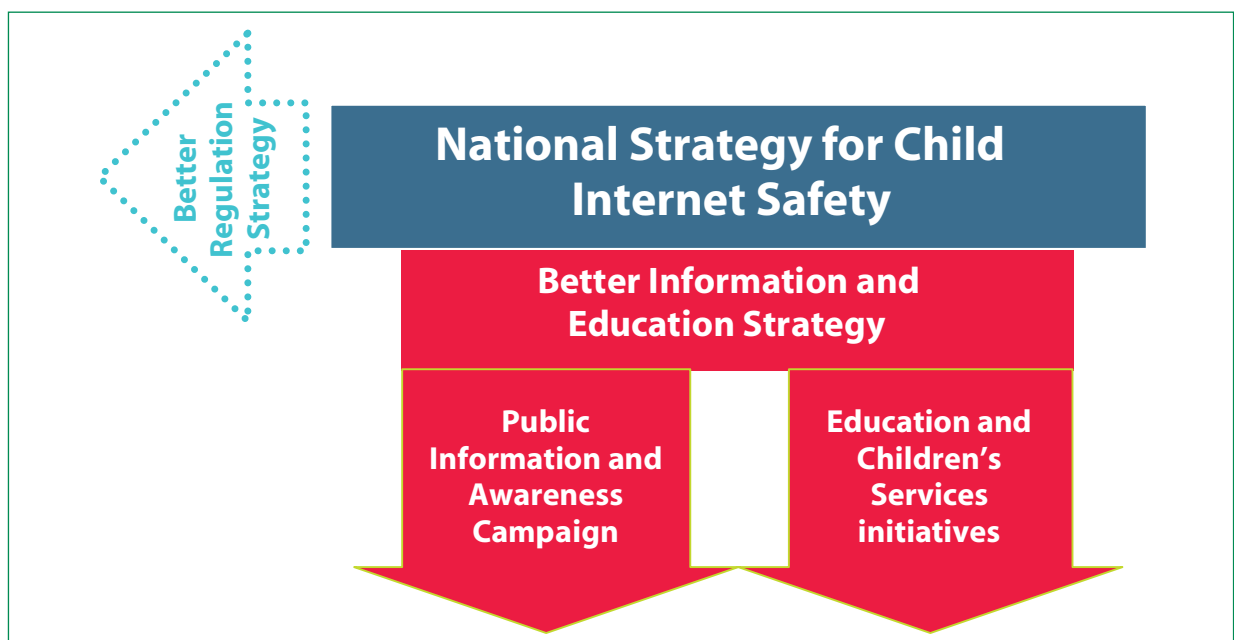 Better
Regulation
Strategy
National Strategy for Child
Internet Safety
Better Information and
Education Strategy
Public
Information and
Awareness
Campaign
Education and
Children’s
Services
initiatives